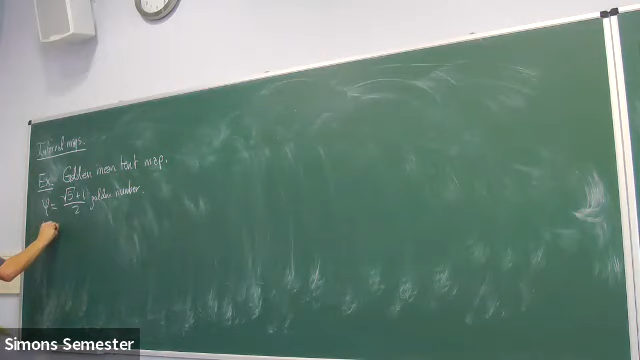 Interval maps.
Ex: Golden mean tent map.
φ = (√5+1)/2 golden number.
Simons Semester